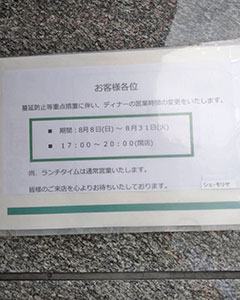 お客様各位
蔓延防止等重点措置に伴い、ディナーの営業時間の変更をいたします。
■ 期間：8月8日(日)～8月31日(火)
■ 17：00～20：00(閉店)
尚、ランチタイムは通常営業いたします。
皆様のご来店を心よりお待ちいたしております。
シェ・モリヤ